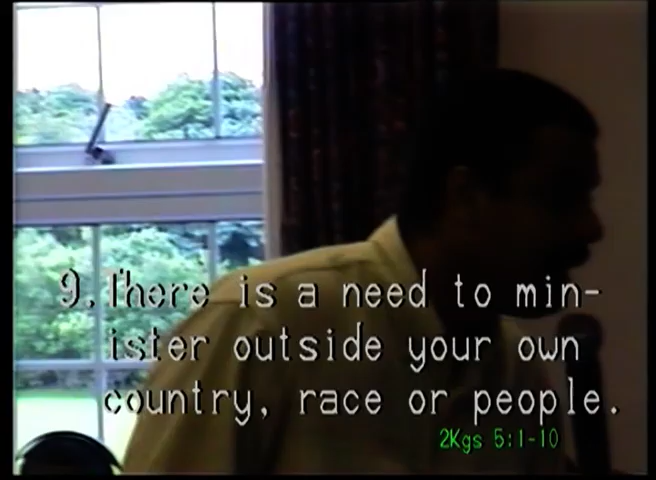 9. There is a need to min-
ister outside your own
country, race or people.
2Kgs 5:1-10